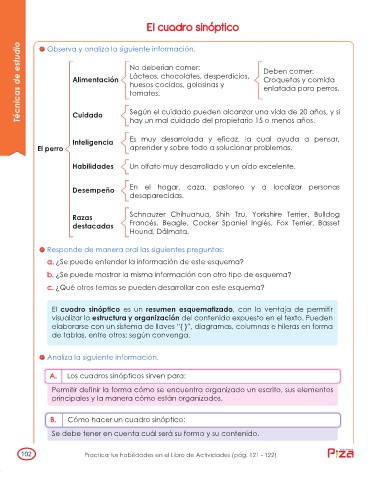 El cuadro sinóptico
Técnicas de estudio
Observa y analiza la siguiente información.
El perro
Alimentación
No deberían comer:
Lácteos, chocolates, desperdicios,
huesos cocidos, golosinas y
tomates.
Deben comer:
Croquetas y comida
enlatada para perros.
Cuidado
Según el cuidado pueden alcanzar una vida de 20 años, y si
hay un mal cuidado del propietario 15 o menos años.
Inteligencia
Es muy desarrolada y eficaz, la cual ayuda a pensar,
aprender y sobre todo a solucionar problemas.
Habilidades
Un olfato muy desarrollado y un oído excelente.
Desempeño
En el hogar, caza, pastoreo y a localizar personas
desaparecidas.
Razas
destacadas
Schnauzer Chihuahua, Shih Tzu, Yorkshire Terrier, Bulldog
Francés, Beagle, Cocker Spaniel Inglés, Fox Terrier, Basset
Hound, Dálmata.
Responde de manera oral las siguientes preguntas:
a. ¿Se puede entender la información de este esquema?
b. ¿Se puede mostrar la misma información con otro tipo de esquema?
c. ¿Qué otros temas se pueden desarrollar con este esquema?
El cuadro sinóptico es un resumen esquematizado, con la ventaja de permitir
visualizar la estructura y organización del contenido expuesto en el texto. Pueden
elaborarse con un sistema de llaves "{ }", diagramas, columnas e hileras en forma
de tablas, entre otros; según convenga.
Analiza la siguiente información.
A. Los cuadros sinópticos sirven para:
Permitir definir la forma cómo se encuentra organizado un escrito, sus elementos
principales y la manera cómo están organizados.
B. Cómo hacer un cuadro sinóptico:
Se debe tener en cuenta cuál será su forma y su contenido.
102
Practica tus habilidades en el Libro de Actividades (pág. 121 - 122)
Piza